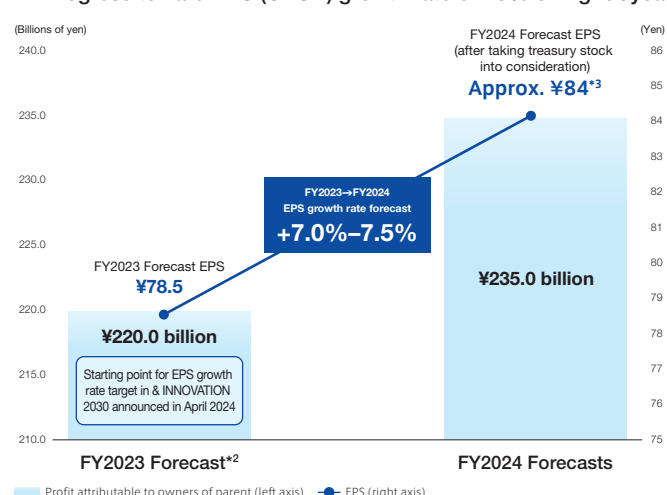 (Billions of yen)
(Yen)
240.0
235.0
230.0
225.0
220.0
215.0
210.0
86
85
84
83
82
81
80
79
78
77
76
75
FY2024 Forecast EPS
(after taking treasury stock
into consideration)
Approx. ¥84*3
FY2023→FY2024
EPS growth rate forecast
+7.0%–7.5%
FY2023 Forecast EPS
¥78.5
¥220.0 billion
Starting point for EPS growth
rate target in & INNOVATION
2030 announced in April 2024
¥235.0 billion
FY2023 Forecast*2
FY2024 Forecasts
Profit attributable to owners of parent (left axis)
EPS (right axis)